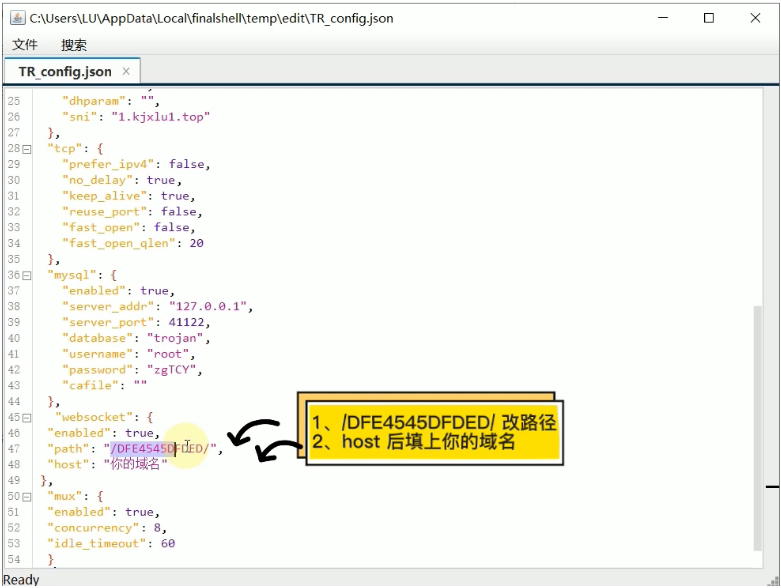 C:\Users\LU\AppData\Local\finalshell\temp\edit\TR_config.json
文件 搜索
TR_config.json ×
25 "dhparam": "",
26 "sni": "1.kjxlu1.top"
27 },
28 "tcp": {
29 "prefer_ipv4": false,
30 "no_delay": true,
31 "keep_alive": true,
32 "reuse_port": false,
33 "fast_open": false,
34 "fast_open_qlen": 20
35 },
36 "mysql": {
37 "enabled": true,
38 "server_addr": "127.0.0.1",
39 "server_port": 41122,
40 "database": "trojan",
41 "username": "root",
42 "password": "zgTCY",
43 "cafile": ""
44 },
45 "websocket": {
46 "enabled": true,
47 "path": "/DFE4545DFDED/",
48 "host": "你的域名"
49 },
50 "mux": {
51 "enabled": true,
52 "concurrency": 8,
53 "idle_timeout": 60
54 }
1、/DFE4545DFDED/ 改路径
2、host 后填上你的域名
Ready